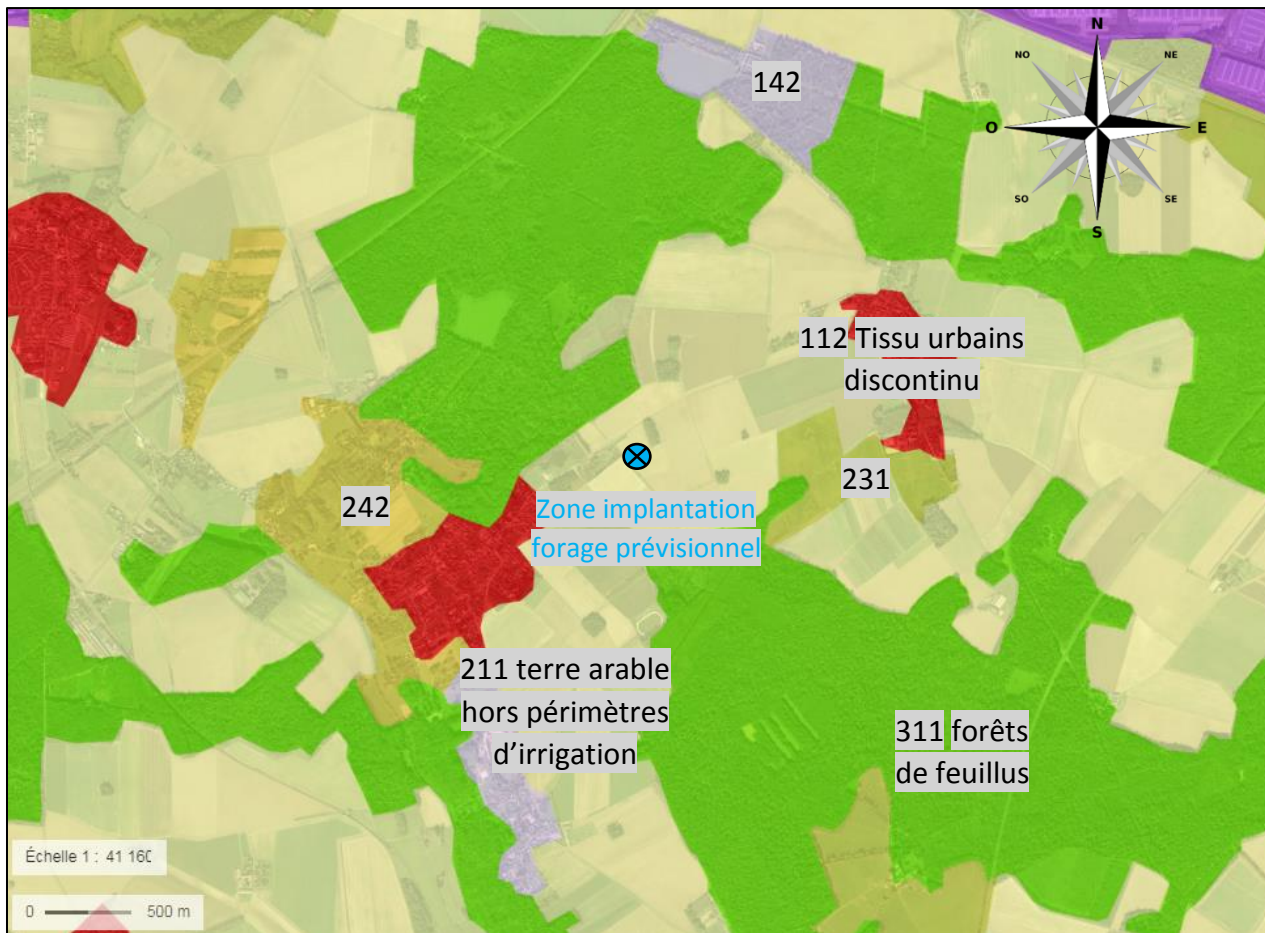 N
NO
NE
142
O
E
SO
SE
S
112 Tissu urbains
discontinu
242
231
Zone implantation
forage prévisionnel
211 terre arable
hors périmètres
d'irrigation
311 forêts
de feuillus
Échelle 1 : 41 160
0 500 m